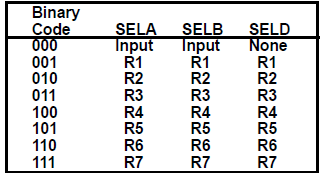 Binary
Code SELA SELB SELD
000 Input Input None
001 R1 R1 R1
010 R2 R2 R2
011 R3 R3 R3
100 R4 R4 R4
101 R5 R5 R5
110 R6 R6 R6
111 R7 R7 R7